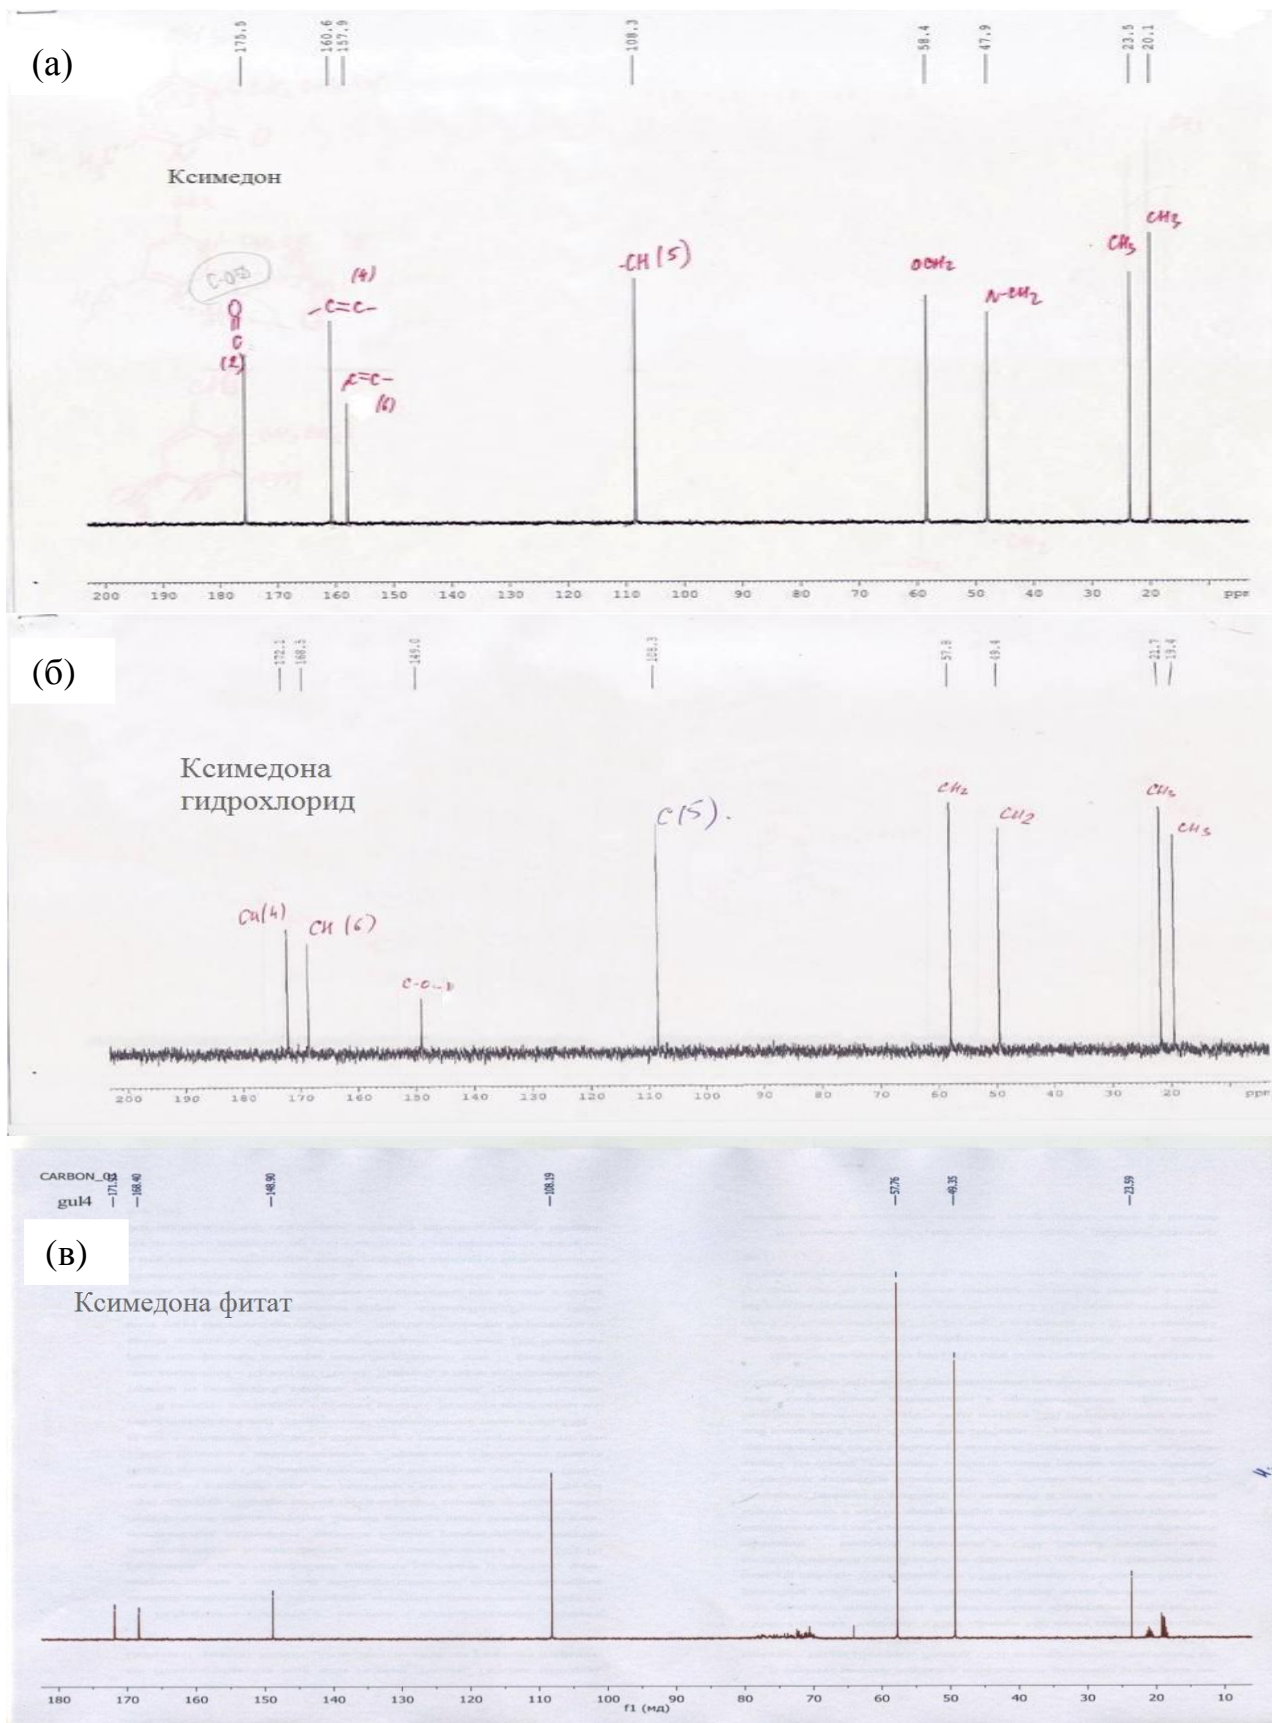 175.5 160.6 157.9 108.3 58.4 47.9 23.5 20.1
(а)
Ксимедон
-CH (5)
CH3
CH3
OCH2
N-CH2
(4)
O
-C=C-
C
(2)
C=C-
(6)
200 190 180 170 160 150 140 130 120 110 100 90 80 70 60 50 40 30 20 ppm
172.1 168.5 149.0 108.3 57.8 49.4 21.7 19.4
(б)
Ксимедона
гидрохлорид
CH2
CH3
C(5).
CH2
CH3
CH(4)
CH (6)
200 190 180 170 160 150 140 130 120 110 100 90 80 70 60 50 40 30 20 ppm
CARBON_01
168.40 148.90 108.19 57.76 49.35 23.59
gul4
(в)
Ксимедона фитат
180 170 160 150 140 130 120 110 100 90 80 70 60 50 40 30 20 10
f1 (мд)